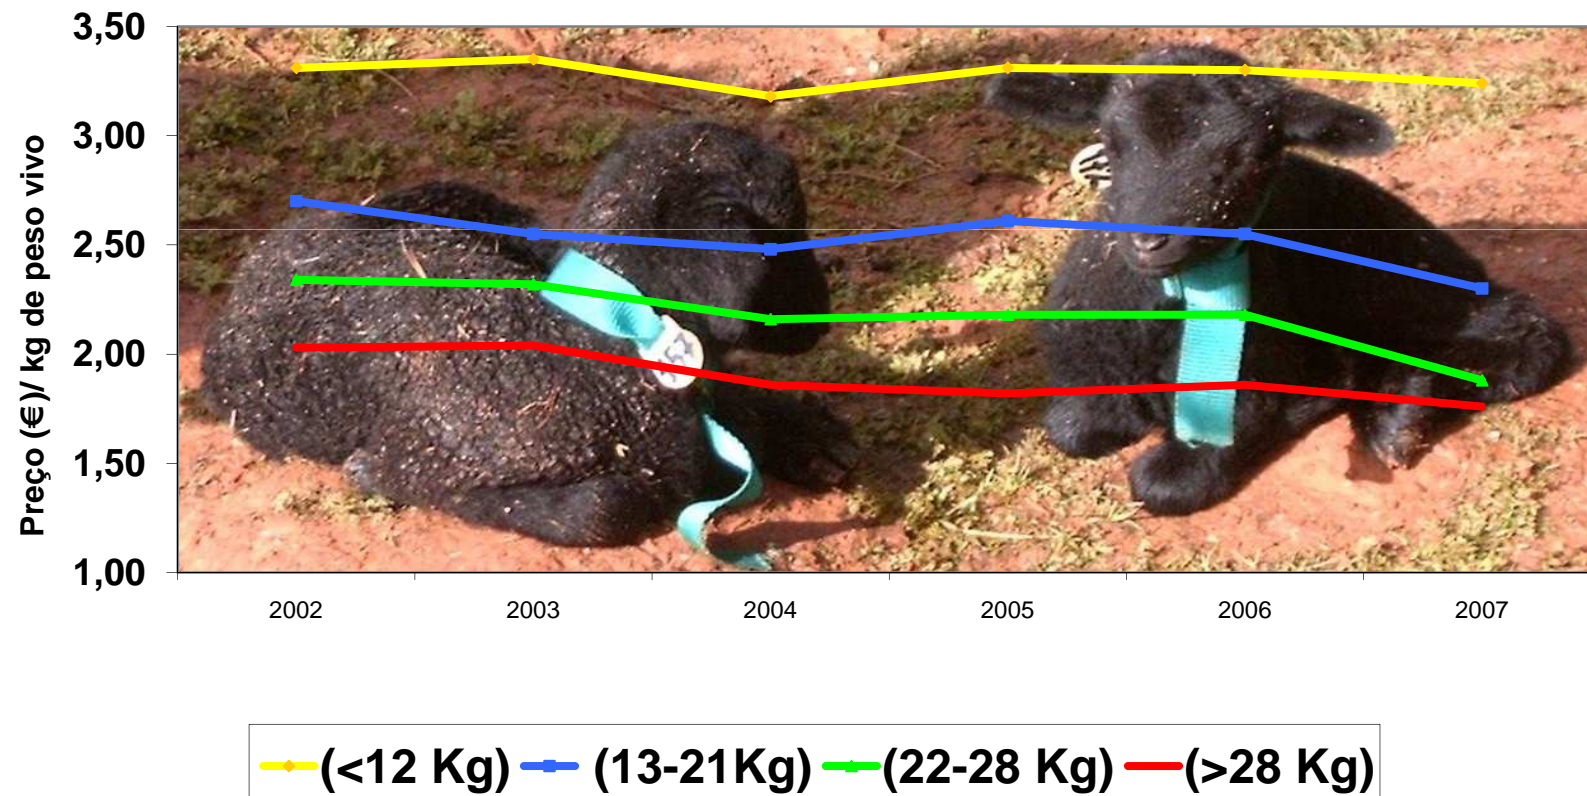 3,50
3,00
2,50
2,00
1,50
1,00
Preço (€)/ kg de peso vivo
2002 2003 2004 2005 2006 2007
(<12 Kg) (13-21Kg) (22-28 Kg) (>28 Kg)